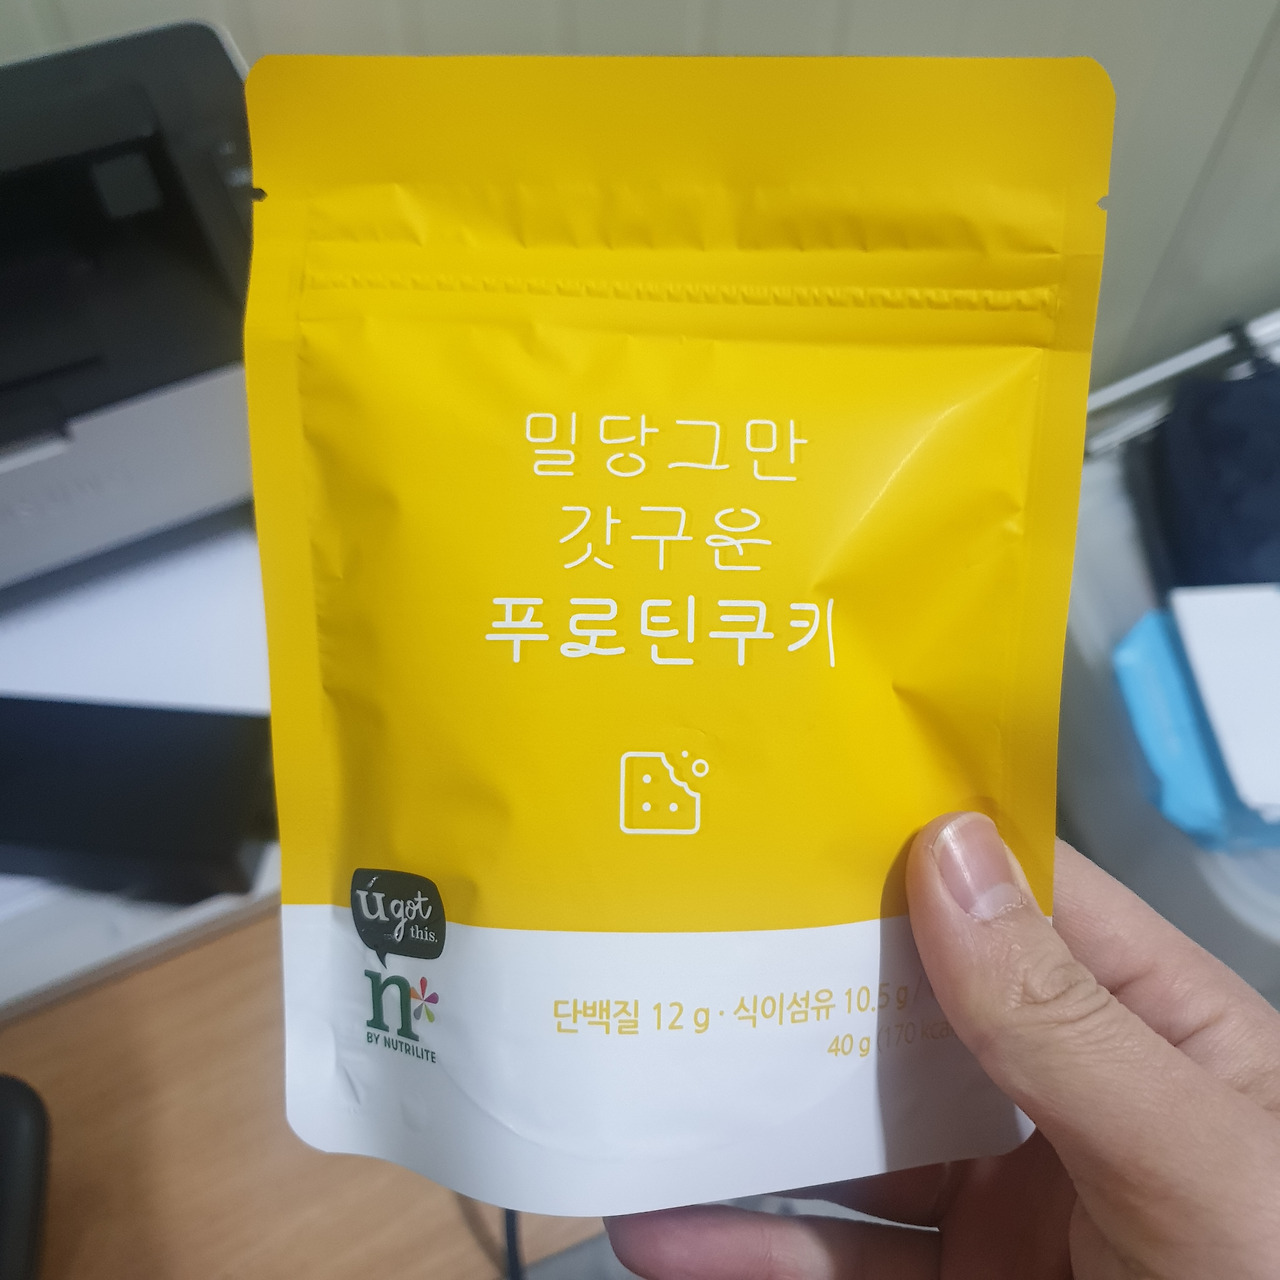 밀당그만
갓구운
푸로틴쿠키
u got
this.
n*
BY NUTRILITE
단백질 12 g · 식이섬유 10.5 g /
40 g (170 kca